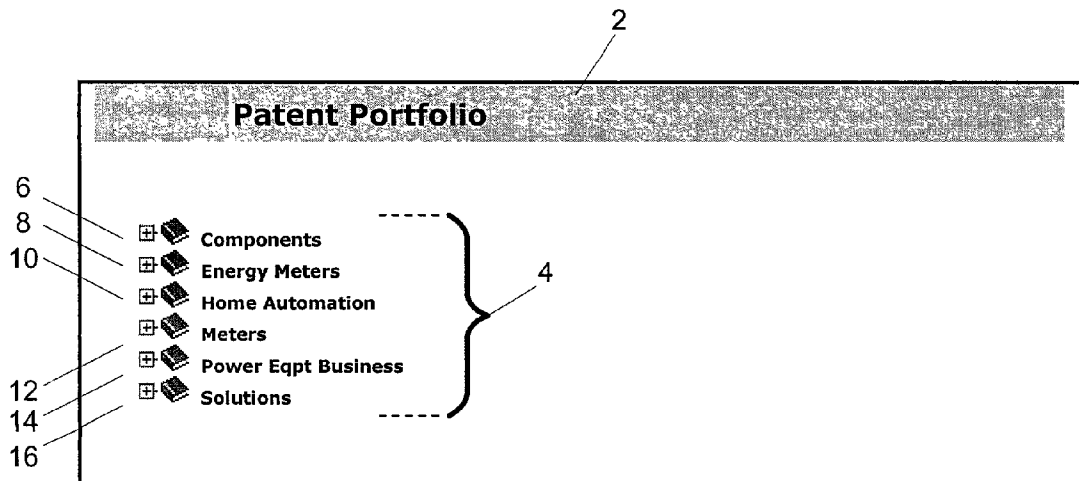 2
Patent Portfolio
6
8
10
12
14
16
Components
Energy Meters
Home Automation
Meters
Power Eqpt Business
Solutions
4